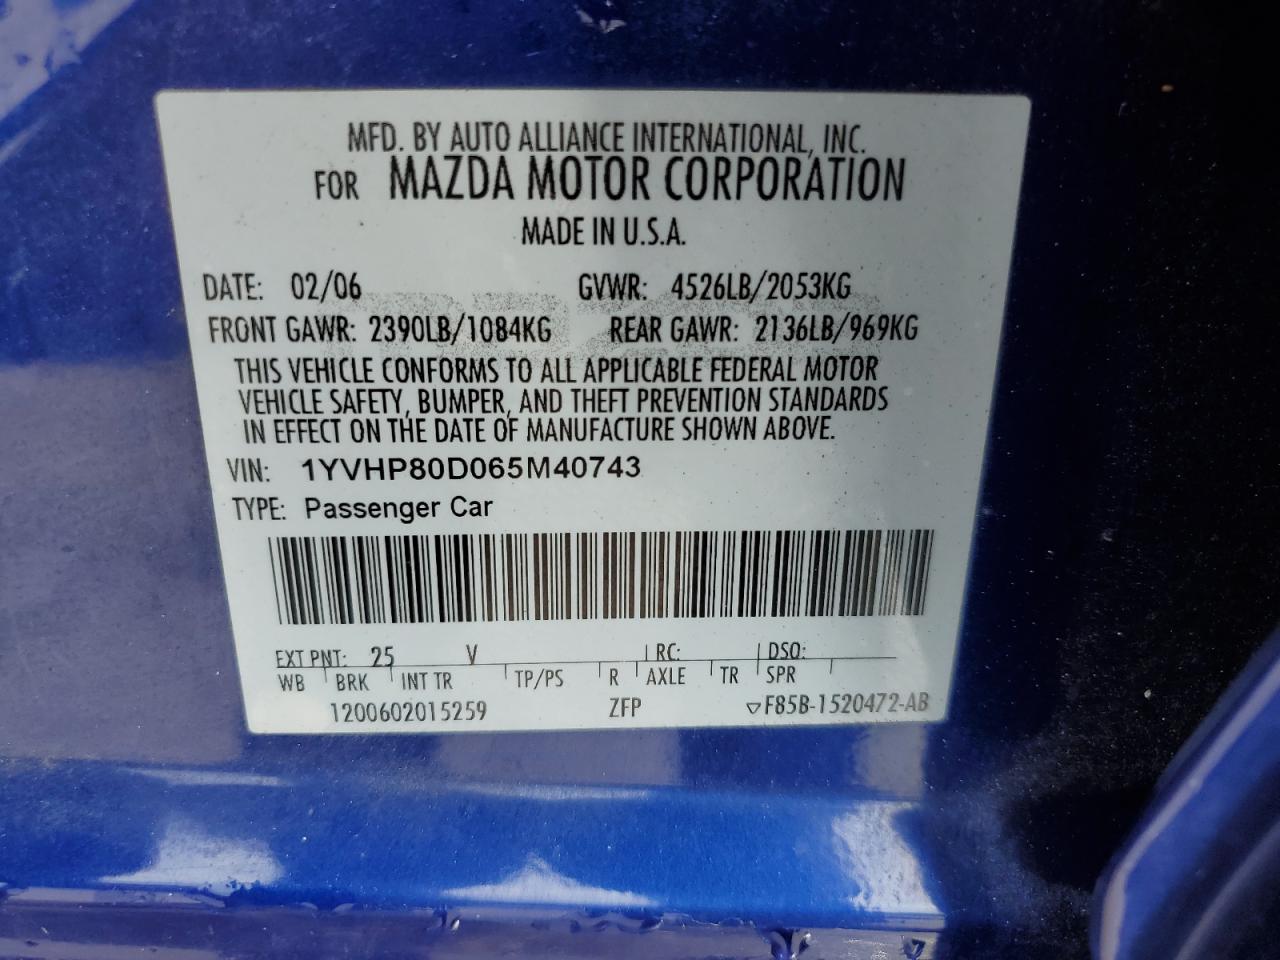 MFD. BY AUTO ALLIANCE INTERNATIONAL, INC.
FOR MAZDA MOTOR CORPORATION
MADE IN U.S.A.
DATE: 02/06 GVWR: 4526LB/2053KG
FRONT GAWR: 2390LB/1084KG REAR GAWR: 2136LB/969KG
THIS VEHICLE CONFORMS TO ALL APPLICABLE FEDERAL MOTOR
VEHICLE SAFETY, BUMPER, AND THEFT PREVENTION STANDARDS
IN EFFECT ON THE DATE OF MANUFACTURE SHOWN ABOVE.
VIN: 1YVHP80D065M40743
TYPE: Passenger Car
EXT PNT: 25 V RC: DSO:
WB BRK INT TR TP/PS R AXLE TR SPR
1200602015259 ZFP ▽F85B-1520472-AB